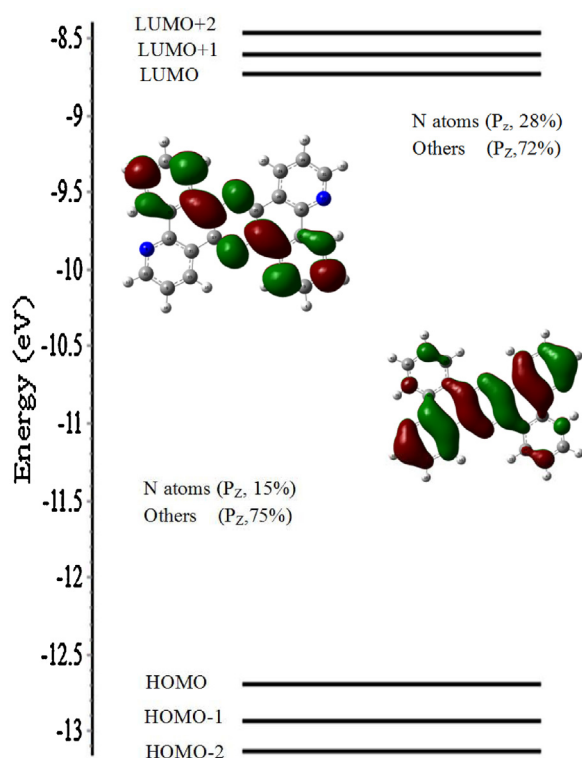 LUMO+2
-8.5
LUMO+1
LUMO
-9
N atoms (Pz, 28%)
Others (Pz,72%)
-9.5
-10
-10.5
Energy (eV)
-11
N atoms (PZ, 15%)
Others (PZ,75%)
-11.5
-12
-12.5
HOMO
HOMO-1
-13
HOMO-2